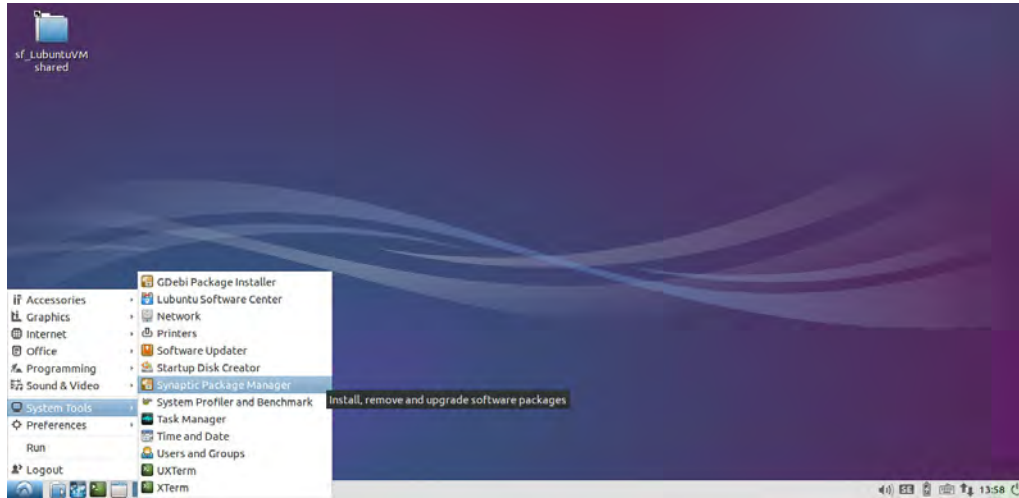 sf_LubuntuVM
shared
GDebi Package Installer
Lubuntu Software Center
Network
Printers
Software Updater
Startup Disk Creator
Synaptic Package Manager
System Profiler and Benchmark
Task Manager
Time and Date
Users and Groups
UXTerm
XTerm
Install, remove and upgrade software packages
Accessories
Graphics
Internet
Office
Programming
Sound & Video
System Tools
Preferences
Run
Logout
SE
13:58